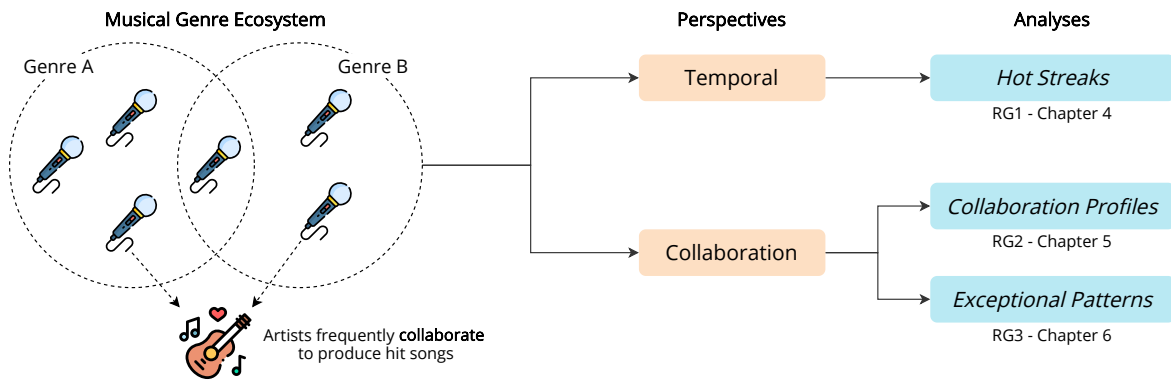 Musical Genre Ecosystem
Genre A
Genre B
Artists frequently collaborate
to produce hit songs
Perspectives
Temporal
Collaboration
Analyses
Hot Streaks
RG1 - Chapter 4
Collaboration Profiles
RG2 - Chapter 5
Exceptional Patterns
RG3 - Chapter 6